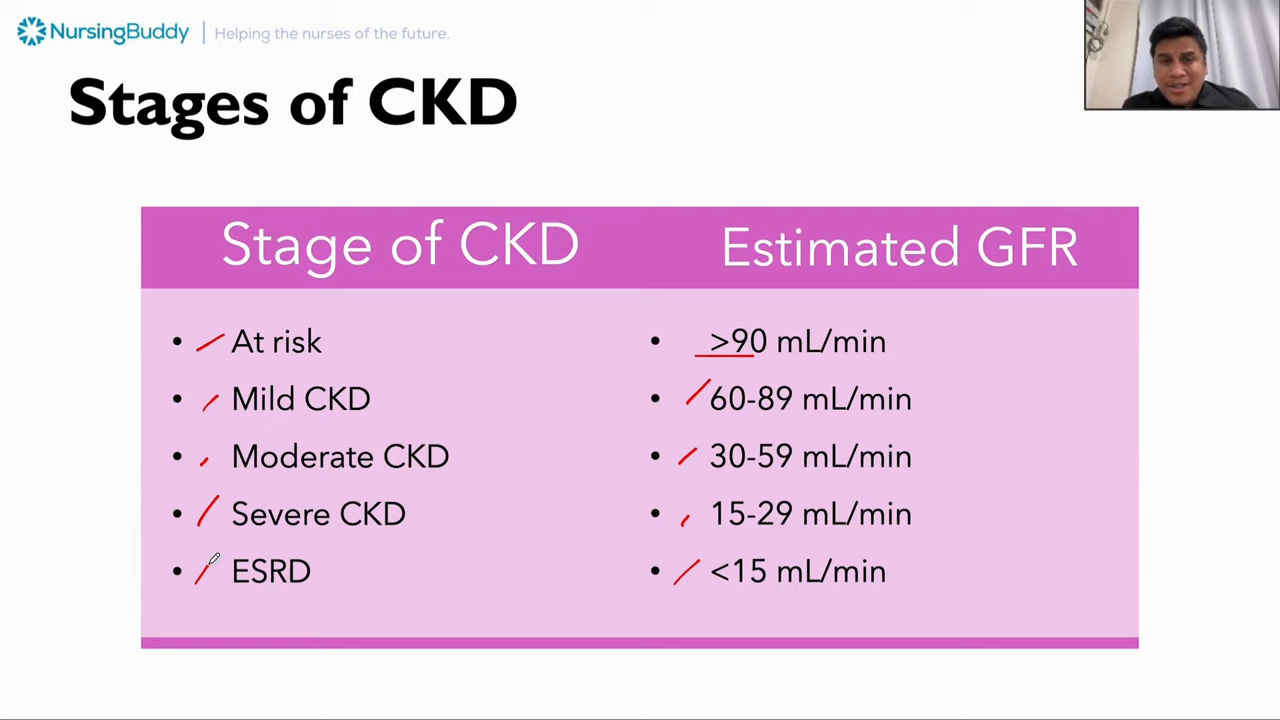 NursingBuddy | Helping the nurses of the future.
Stages of CKD
Stage of CKD
Estimated GFR
• At risk
• >90 mL/min
• Mild CKD
• 60-89 mL/min
• Moderate CKD
• 30-59 mL/min
• Severe CKD
• 15-29 mL/min
• ESRD
• <15 mL/min